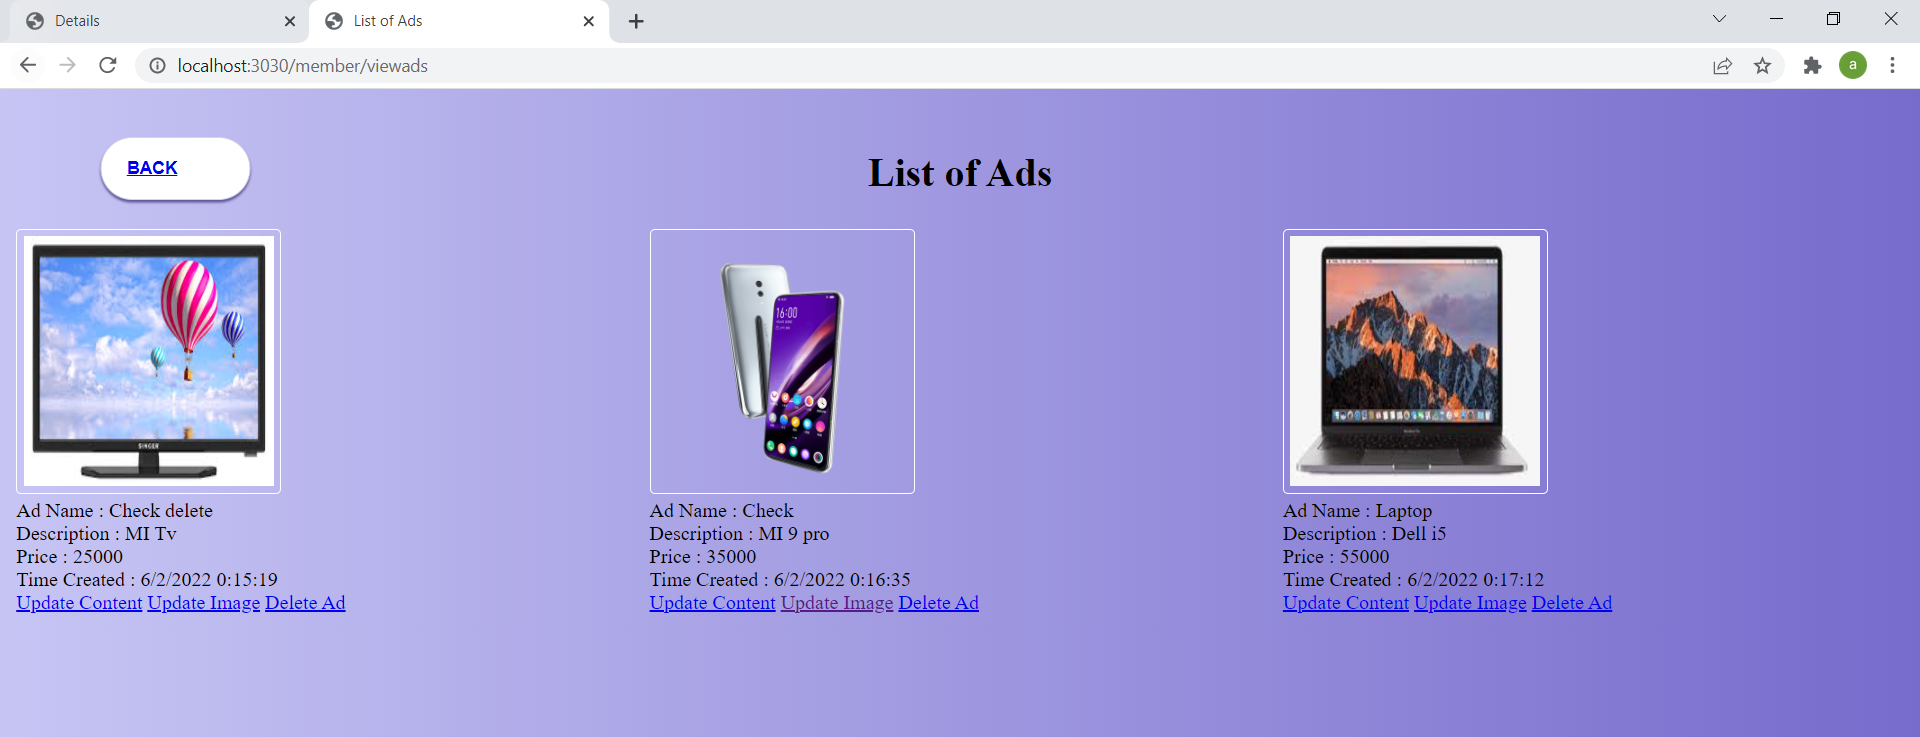 Details
List of Ads
localhost:3030/member/viewads
a
BACK
List of Ads
SINGER
16:00
Ad Name : Check delete
Description : MI Tv
Price : 25000
Time Created : 6/2/2022 0:15:19
Update Content Update Image Delete Ad
Ad Name : Check
Description : MI 9 pro
Price : 35000
Time Created : 6/2/2022 0:16:35
Update Content Update Image Delete Ad
Ad Name : Laptop
Description : Dell i5
Price : 55000
Time Created : 6/2/2022 0:17:12
Update Content Update Image Delete Ad